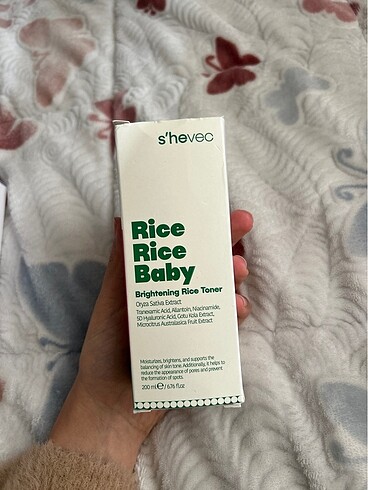 s'hevec
Rice
Rice
Baby
Brightening Rice Toner
Oryza Sativa Extract
Tranexamic Acid, Allantoin, Niacinamide,
5D Hyaluronic Acid, Gotu Kola Extract,
Microcitrus Australasica Fruit Extract
Moisturizes, brightens, and supports the
balancing of skin tone. Additionally, it helps to
reduce the appearance of pores and prevent
the formation of spots.
200 ml e / 6.76 fl.oz